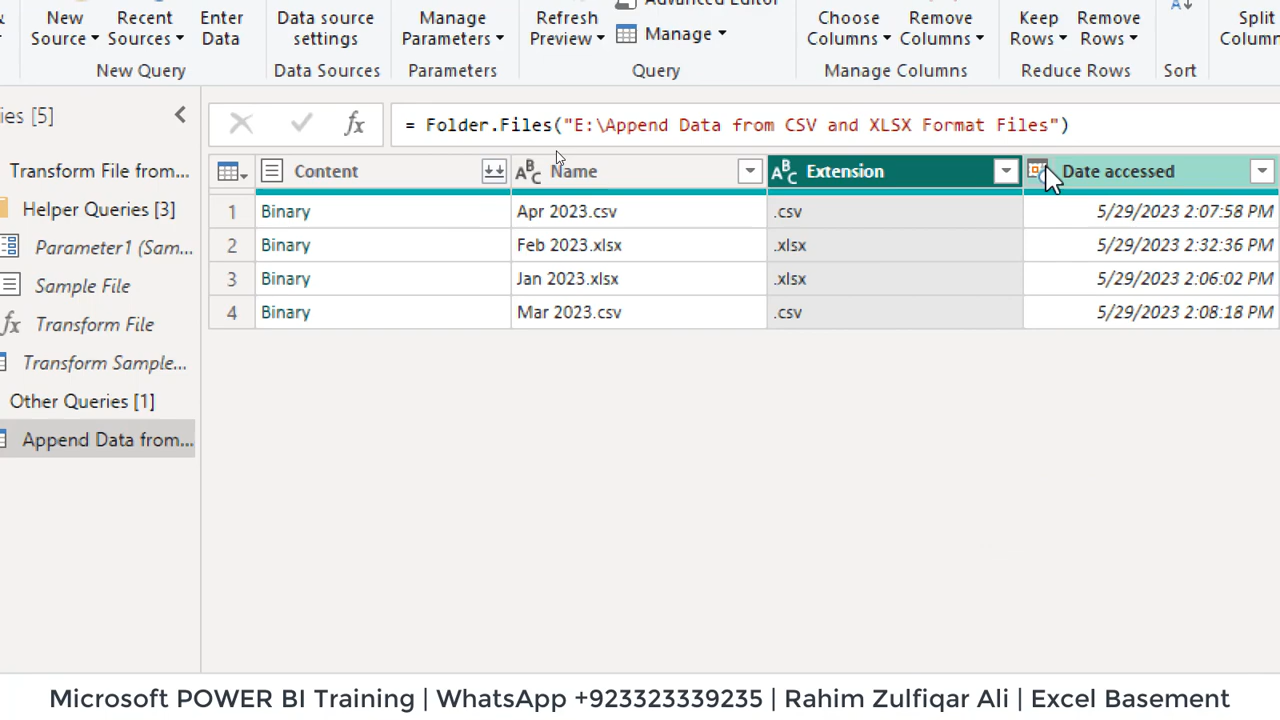 New Source
Recent Sources
Enter Data
Data source settings
Manage Parameters
Refresh Preview
Advanced Editor
Manage
Choose Columns
Remove Columns
Keep Rows
Remove Rows
Split
New Query
Data Sources
Parameters
Query
Manage Columns
Reduce Rows
Sort
[5]
= Folder.Files("E:\Append Data from CSV and XLSX Format Files")
Transform File from...
Helper Queries [3]
Parameter1 (Sam...
Sample File
fx Transform File
Transform Sample...
Other Queries [1]
Append Data from...
Content ABC Name ABC Extension Date accessed
1 Binary Apr 2023.csv .csv 5/29/2023 2:07:58 PM
2 Binary Feb 2023.xlsx .xlsx 5/29/2023 2:32:36 PM
3 Binary Jan 2023.xlsx .xlsx 5/29/2023 2:06:02 PM
4 Binary Mar 2023.csv .csv 5/29/2023 2:08:18 PM
Microsoft POWER BI Training | WhatsApp +923323339235 | Rahim Zulfiqar Ali | Excel Basement